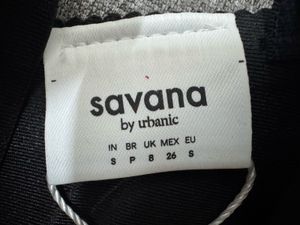 savana
by urbanic
IN BR UK MEX EU
S P 8 26 S